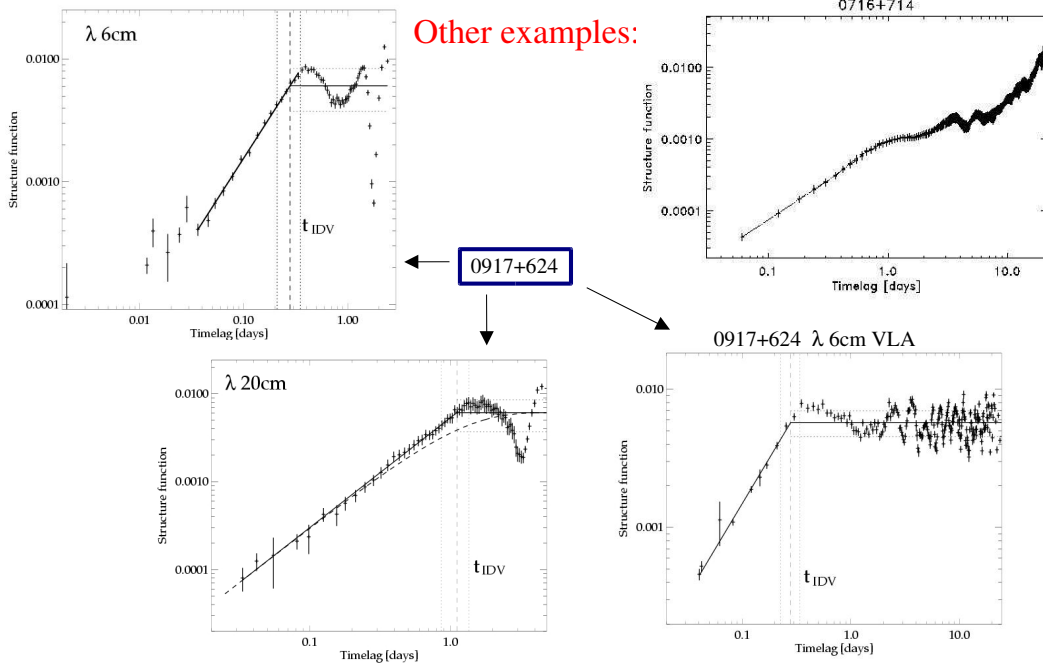 Other examples:
λ 6cm
0.0100
0.0010
0.0001
Structure function
0.01
0.10
1.00
Timelag [days]
t IDV
0716+714
0.0100
0.0010
0.0001
Structure function
0.1
1.0
10.0
Timelag [days]
0917+624
λ 20cm
0.0100
0.0010
0.0001
Structure function
0.1
1.0
Timelag [days]
t IDV
0917+624 λ 6cm VLA
0.010
0.001
Structure function
0.1
1.0
10.0
Timelag [days]
t IDV